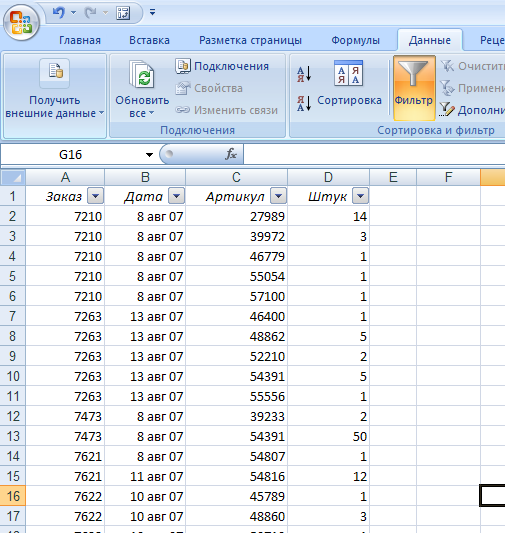 Главная Вставка Разметка страницы Формулы Данные Реце
Получить внешние данные
Обновить все
Подключения
Свойства
Изменить связи
Подключения
А Я
Я А
Сортировка
Фильтр
Очистить
Примени
Дополни
Сортировка и фильтр
G16 fx
A B C D E F
1 Заказ Дата Артикул Штук
2 7210 8 авг 07 27989 14
3 7210 8 авг 07 39972 3
4 7210 8 авг 07 46779 1
5 7210 8 авг 07 55054 1
6 7210 8 авг 07 57100 1
7 7263 13 авг 07 46400 1
8 7263 13 авг 07 48862 5
9 7263 13 авг 07 52210 2
10 7263 13 авг 07 54391 5
11 7263 13 авг 07 55556 1
12 7473 8 авг 07 39233 2
13 7473 8 авг 07 54391 50
14 7621 8 авг 07 54807 1
15 7621 11 авг 07 54816 12
16 7622 10 авг 07 45789 1
17 7622 10 авг 07 48860 3